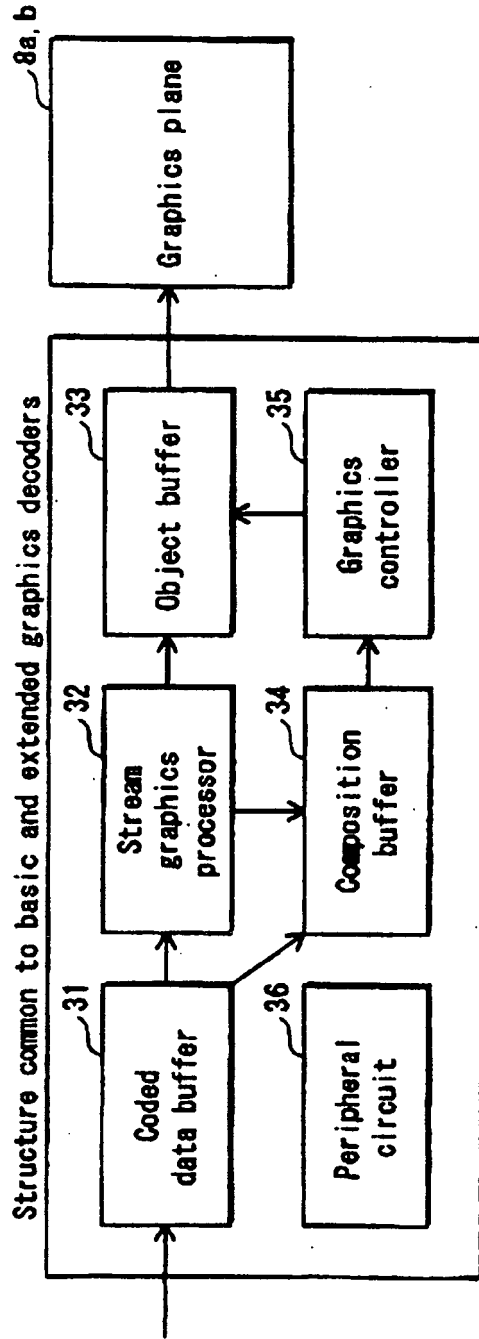 Structure common to basic and extended graphics decoders
31
Coded
data buffer
32
Stream
graphics
processor
33
Object buffer
8a, b
Graphics plane
36
Peripheral
circuit
34
Composition
buffer
35
Graphics
controller